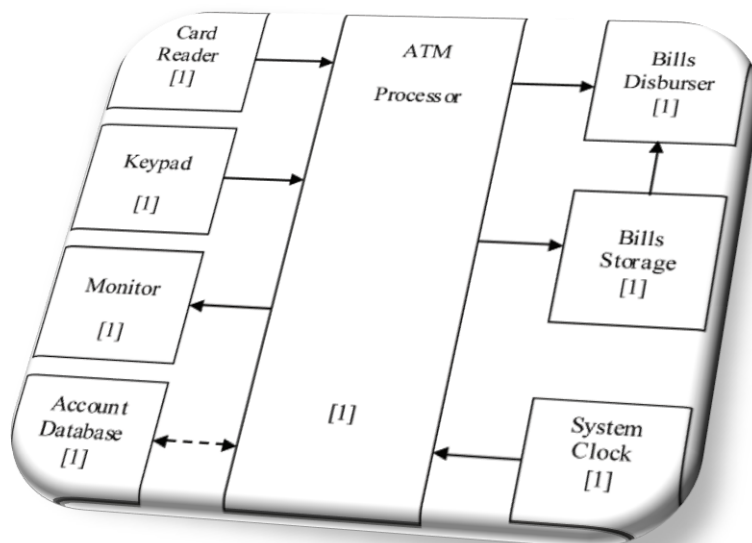 Card
Reader
[1]
ATM
Processor
[1]
Bills
Disburser
[1]
Keypad
[1]
Bills
Storage
[1]
Monitor
[1]
Account
Database
[1]
System
Clock
[1]